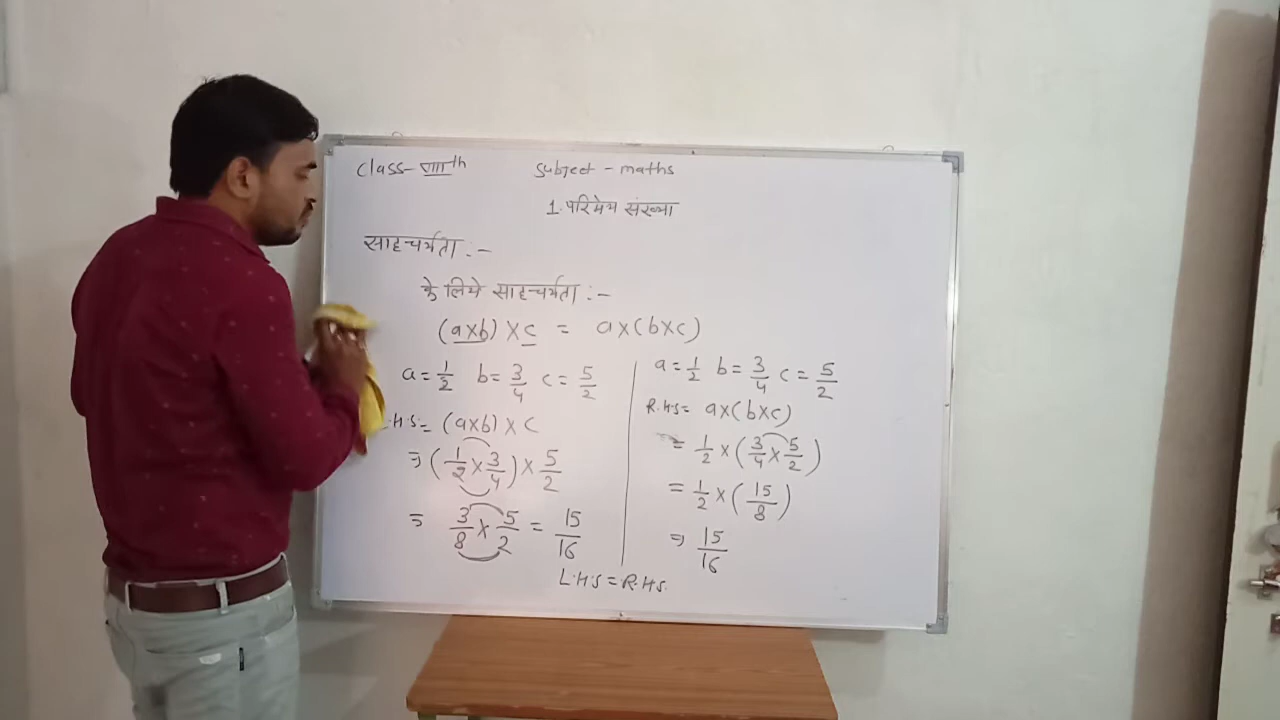 Class-VIIIth Subject-maths
1. परिमेय संख्या
साहचर्यता :-
के लिये साहचर्यता :-
(a×b)×c = a×(b×c)
a=1/2 b=3/4 c=5/2
L.H.S= (a×b)×c
⇒ (1/2×3/4)×5/2
= 3/8×5/2=15/16
a=1/2 b=3/4 c=5/2
R.H.S= a×(b×c)
= 1/2×(3/4×5/2)
= 1/2×(15/8)
⇒ 15/16
L.H.S=R.H.S.